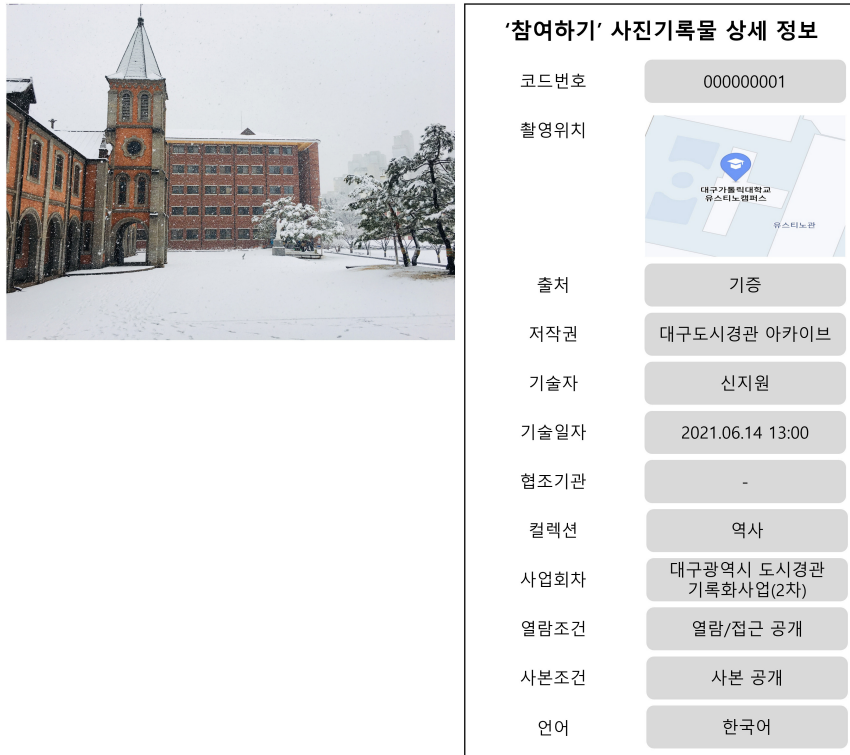 ‘참여하기’ 사진기록물 상세 정보
코드번호 000000001
촬영위치
대구가톨릭대학교
유스티노캠퍼스
유스티노관
출처 기증
저작권 대구도시경관 아카이브
기술자 신지원
기술일자 2021.06.14 13:00
협조기관 -
컬렉션 역사
사업회차 대구광역시 도시경관
기록화사업(2차)
열람조건 열람/접근 공개
사본조건 사본 공개
언어 한국어